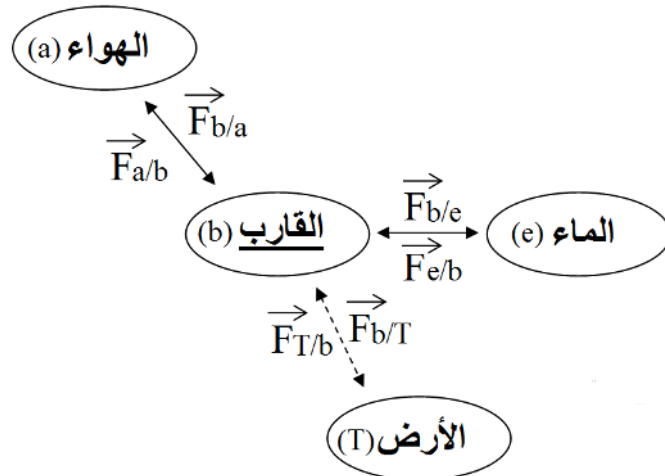 الهواء (a)
F b/a
F a/b
القارب (b)
F b/e
الماء (e)
F e/b
F T/b
F b/T
الأرض (T)